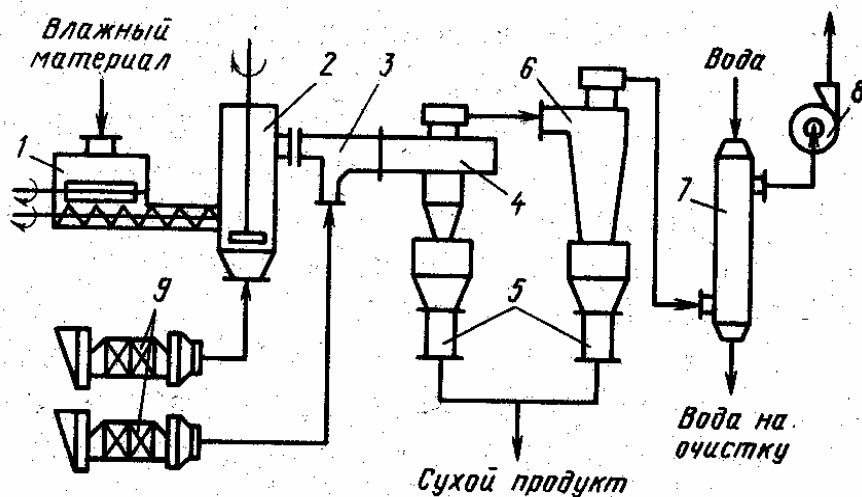 Влажный
материал
1
2
3
4
5
6
7
8
9
Вода
Вода на
очистку
Сухой продукт